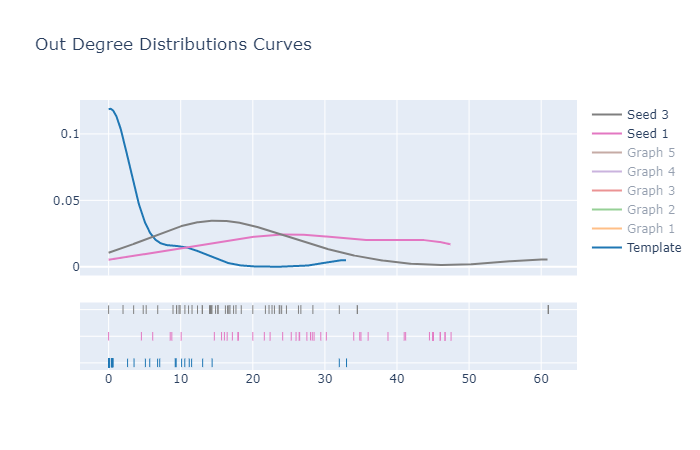 Out Degree Distributions Curves
0.1
0.05
0
0
10
20
30
40
50
60
Seed 3
Seed 1
Graph 5
Graph 4
Graph 3
Graph 2
Graph 1
Template